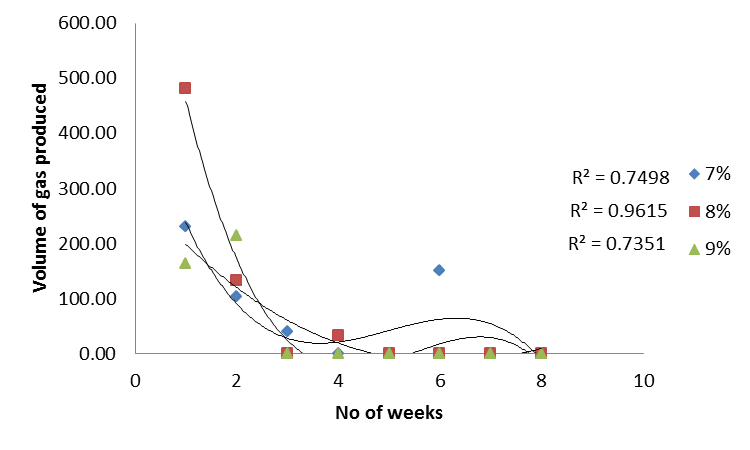 600.00
500.00
400.00
300.00
200.00
100.00
0.00
Volume of gas produced
0 2 4 6 8 10
No of weeks
R² = 0.7498 7%
R² = 0.9615 8%
R² = 0.7351 9%